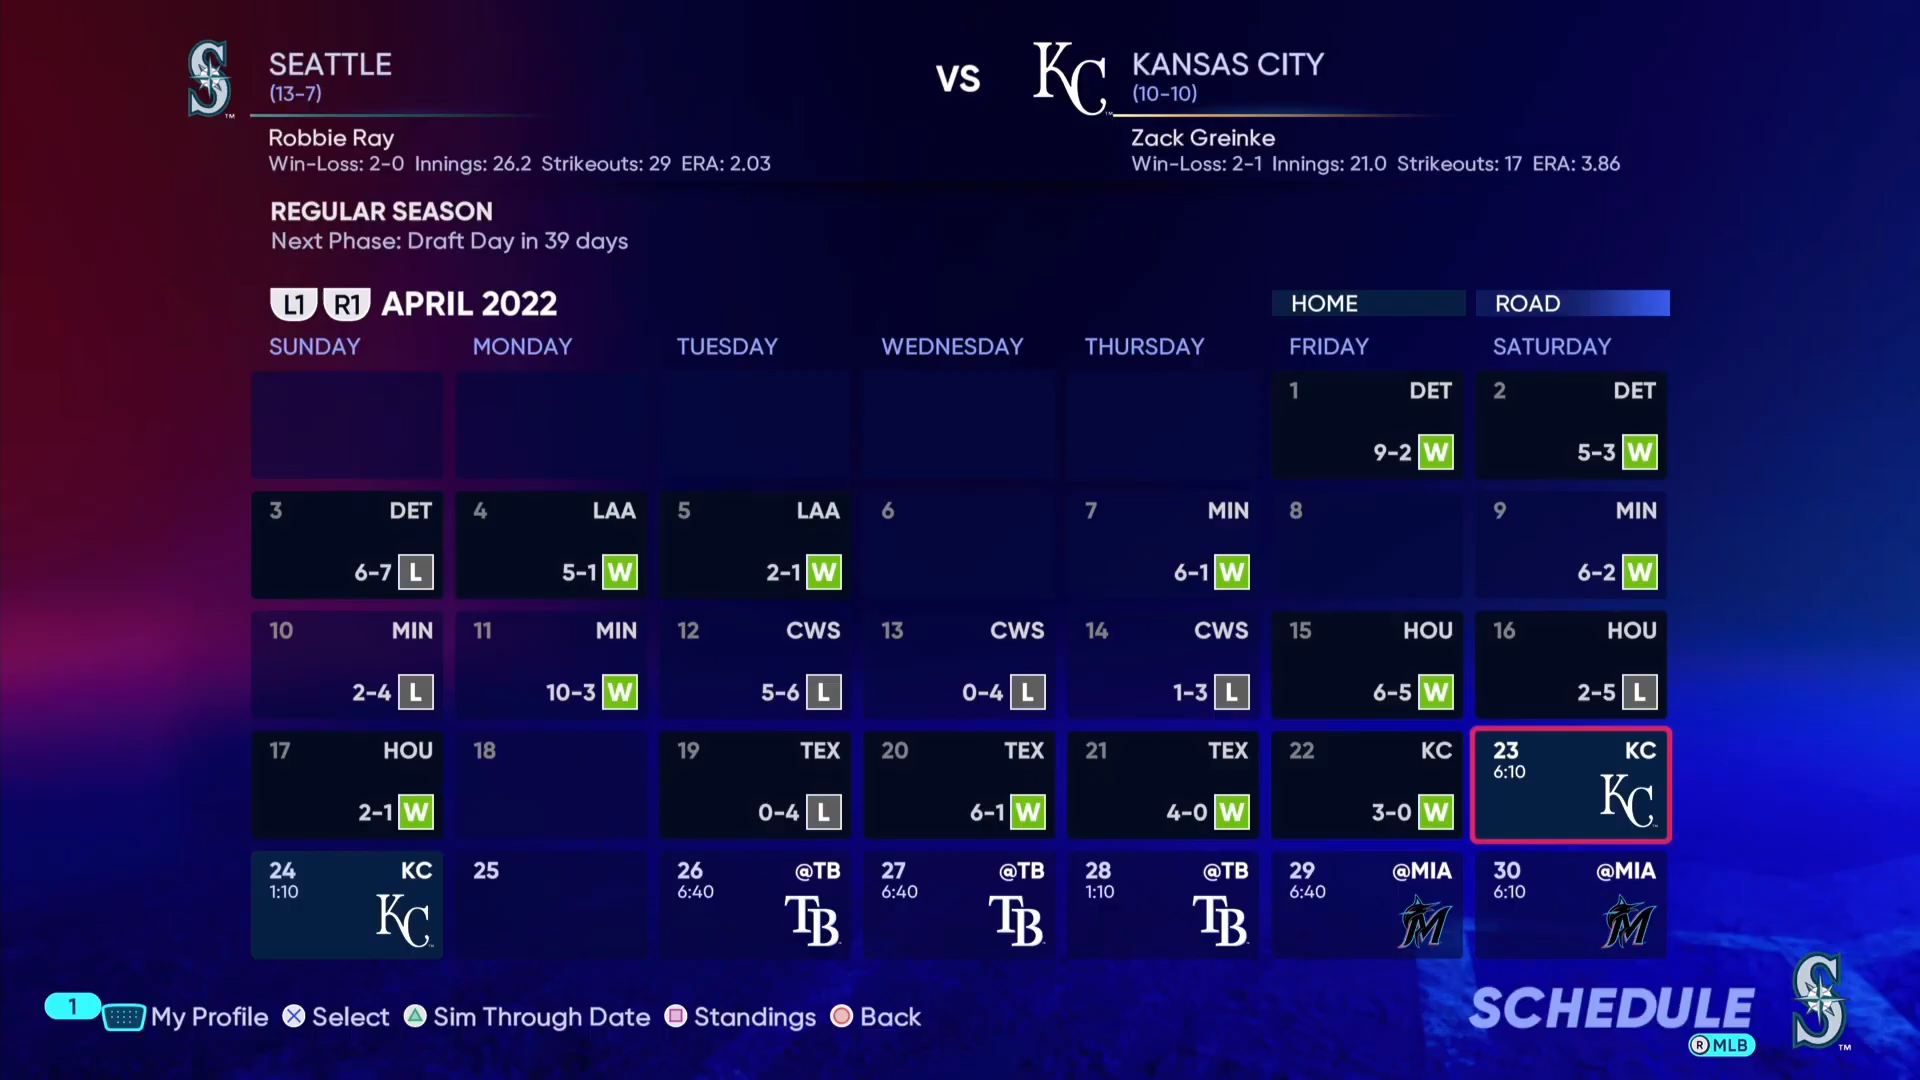 SEATTLE
(13-7)
Robbie Ray
Win-Loss: 2-0 Innings: 26.2 Strikeouts: 29 ERA: 2.03
VS
KC
KANSAS CITY
(10-10)
Zack Greinke
Win-Loss: 2-1 Innings: 21.0 Strikeouts: 17 ERA: 3.86
REGULAR SEASON
Next Phase: Draft Day in 39 days
L1 R1 APRIL 2022
HOME ROAD
SUNDAY MONDAY TUESDAY WEDNESDAY THURSDAY FRIDAY SATURDAY
1 DET 2 DET
9-2 W 5-3 W
3 DET 4 LAA 5 LAA 6 7 MIN 8 9 MIN
6-7 L 5-1 W 2-1 W 6-1 W 6-2 W
10 MIN 11 MIN 12 CWS 13 CWS 14 CWS 15 HOU 16 HOU
2-4 L 10-3 W 5-6 L 0-4 L 1-3 L 6-5 W 2-5 L
17 HOU 18 19 TEX 20 TEX 21 TEX 22 KC 23 KC
6:10 KC
2-1 W 0-4 L 6-1 W 4-0 W 3-0 W
24 KC 25 26 @TB 27 @TB 28 @TB 29 @MIA 30 @MIA
1:10 6:40 6:40 1:10 6:40 6:10
KC TB TB TB M M
1 My Profile Select Sim Through Date Standings Back
SCHEDULE
R MLB
S TM